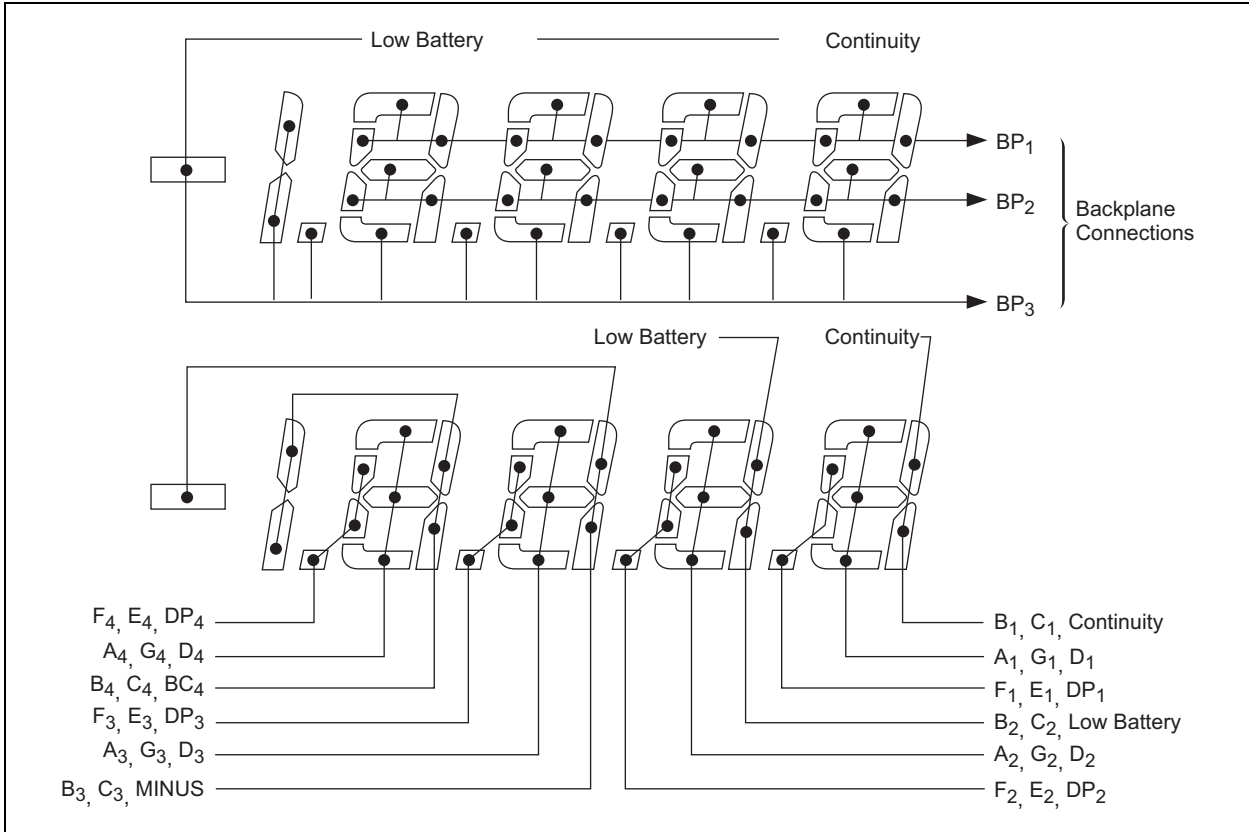 Low Battery Continuity
BP₁
BP₂
Backplane
Connections
BP₃
Low Battery Continuity
F₄, E₄, DP₄
A₄, G₄, D₄
B₄, C₄, BC₄
F₃, E₃, DP₃
A₃, G₃, D₃
B₃, C₃, MINUS
B₁, C₁, Continuity
A₁, G₁, D₁
F₁, E₁, DP₁
B₂, C₂, Low Battery
A₂, G₂, D₂
F₂, E₂, DP₂